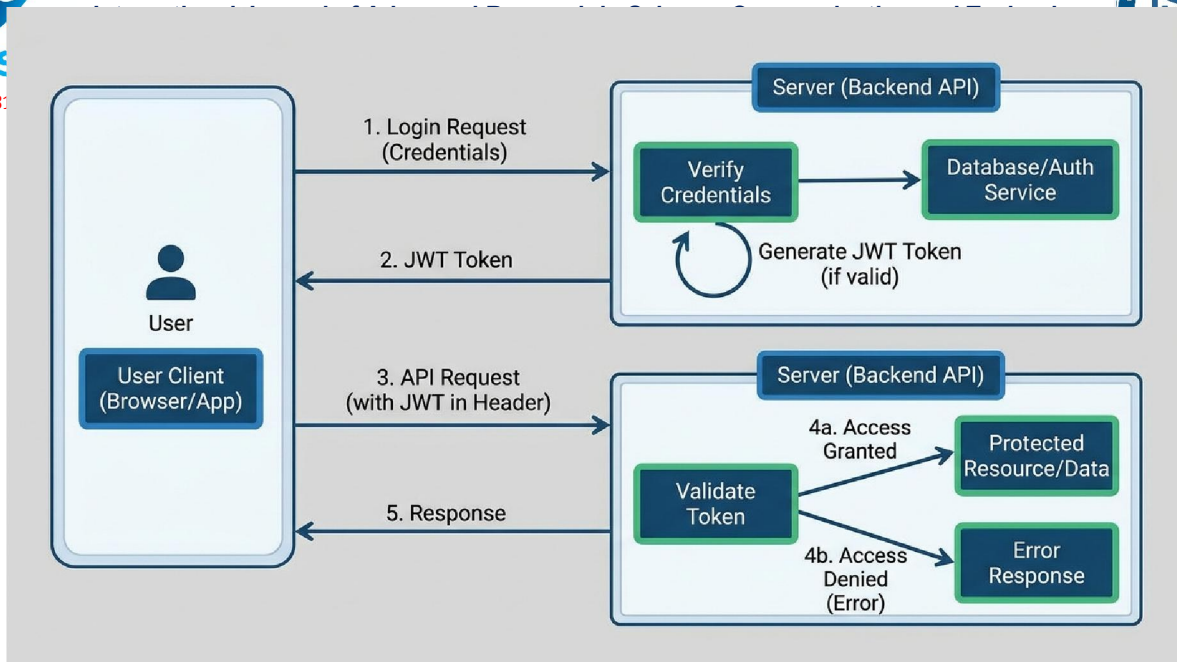 Server (Backend API)
1. Login Request
(Credentials)
Verify
Credentials
Database/Auth
Service
2. JWT Token
Generate JWT Token
(if valid)
User
User Client
(Browser/App)
3. API Request
(with JWT in Header)
Server (Backend API)
4a. Access
Granted
Protected
Resource/Data
Validate
Token
5. Response
4b. Access
Denied
(Error)
Error
Response